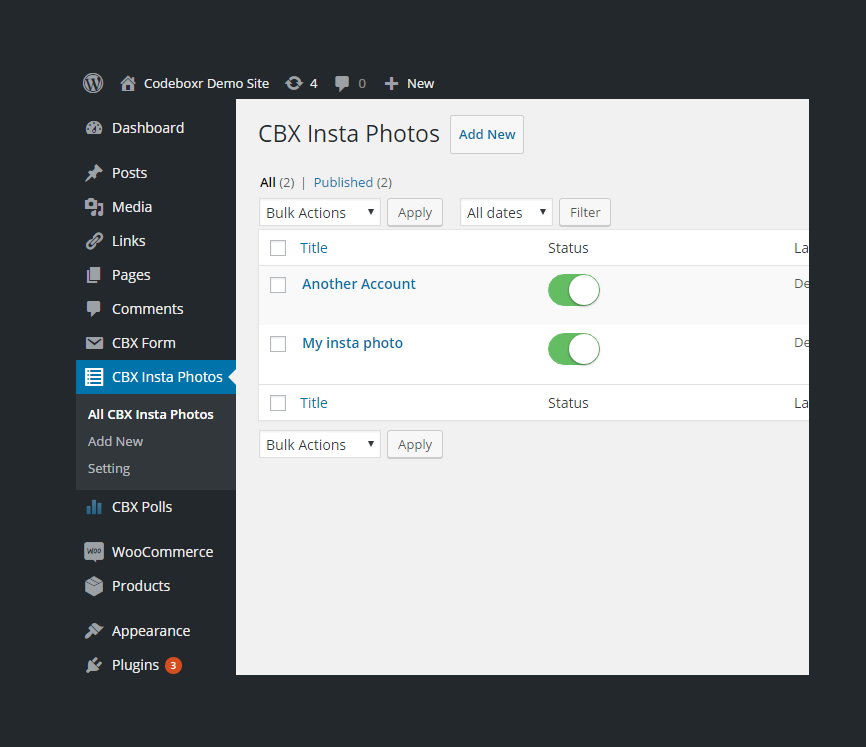 Codeboxr Demo Site 4 0 New
Dashboard
Posts
Media
Links
Pages
Comments
CBX Form
CBX Insta Photos
All CBX Insta Photos
Add New
Setting
CBX Polls
WOO WooCommerce
Products
Appearance
Plugins 3
CBX Insta Photos Add New
All (2) | Published (2)
Bulk Actions Apply All dates Filter
Title Status La
Another Account De
My insta photo De
Title Status La
Bulk Actions Apply